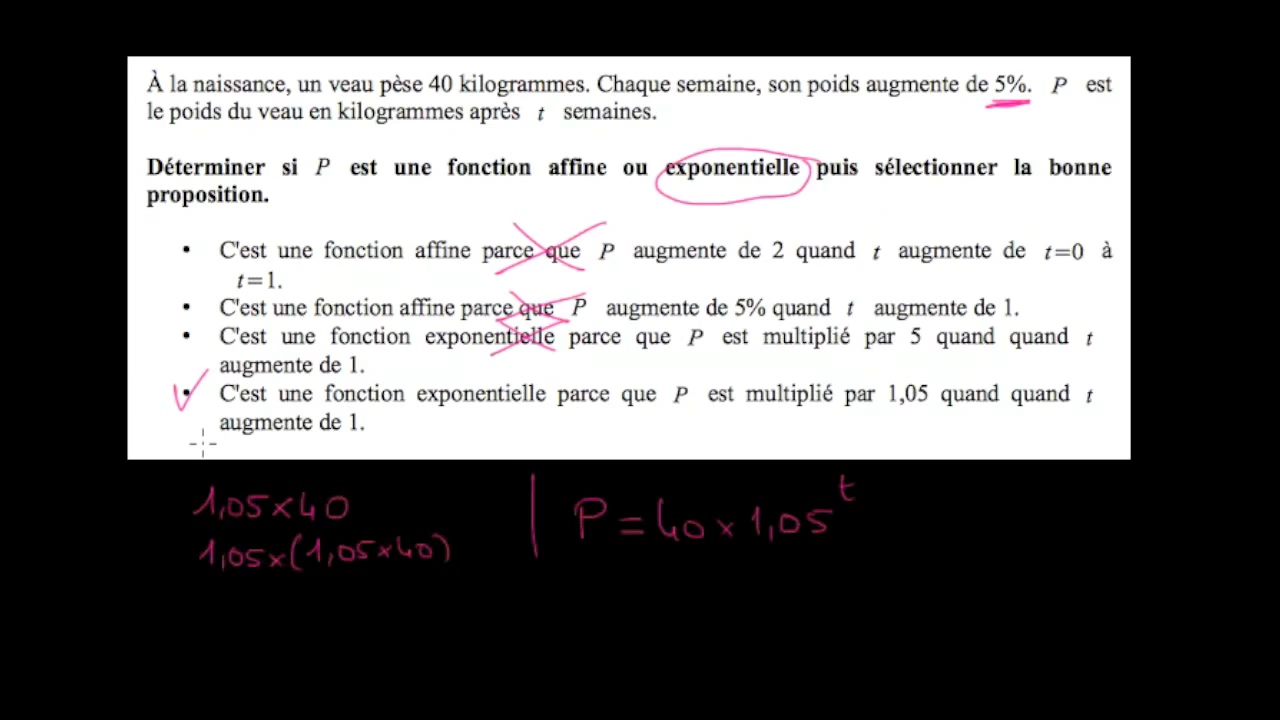 À la naissance, un veau pèse 40 kilogrammes. Chaque semaine, son poids augmente de 5%. P est
le poids du veau en kilogrammes après t semaines.
Déterminer si P est une fonction affine ou exponentielle puis sélectionner la bonne
proposition.
• C'est une fonction affine parce que P augmente de 2 quand t augmente de t=0 à
t=1.
• C'est une fonction affine parce que P augmente de 5% quand t augmente de 1.
• C'est une fonction exponentielle parce que P est multiplié par 5 quand quand t
augmente de 1.
• C'est une fonction exponentielle parce que P est multiplié par 1,05 quand quand t
augmente de 1.
1,05×40
1,05×(1,05×40)
P=40×1,05^t